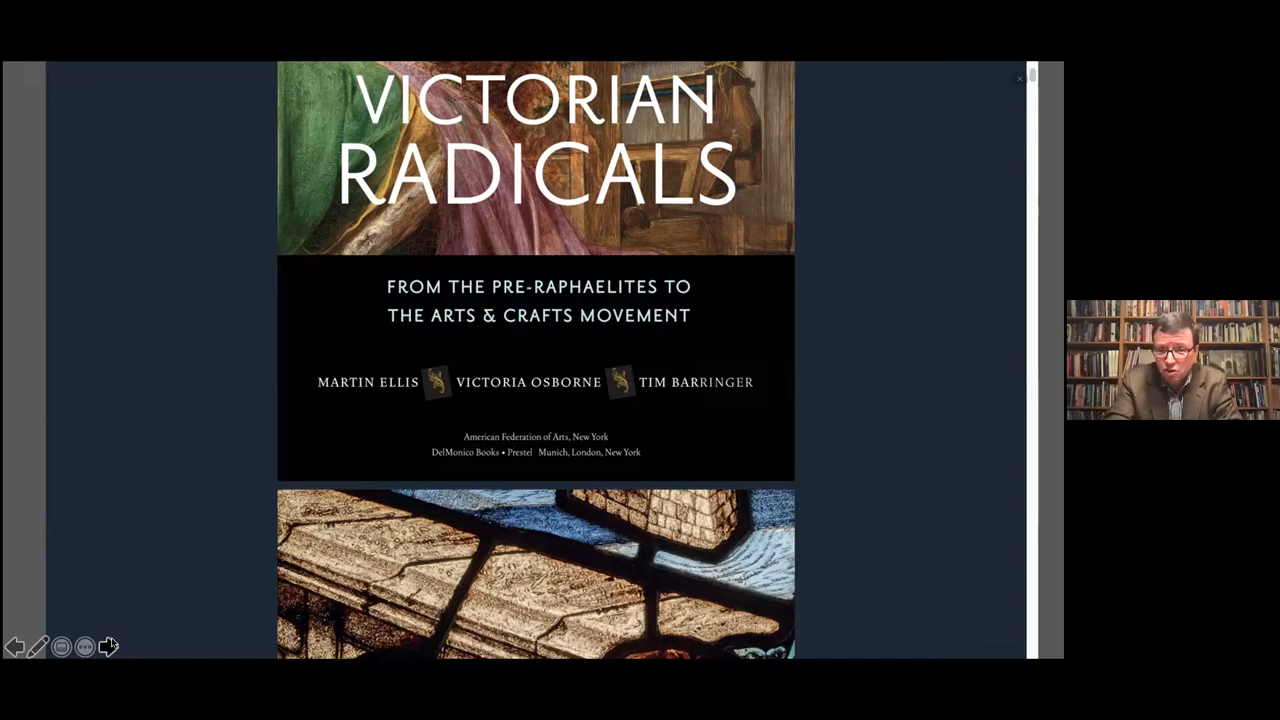 VICTORIAN
RADICALS
FROM THE PRE-RAPHAELITES TO
THE ARTS & CRAFTS MOVEMENT
MARTIN ELLIS VICTORIA OSBORNE TIM BARRINGER
American Federation of Arts, New York
DelMonico Books • Prestel Munich, London, New York